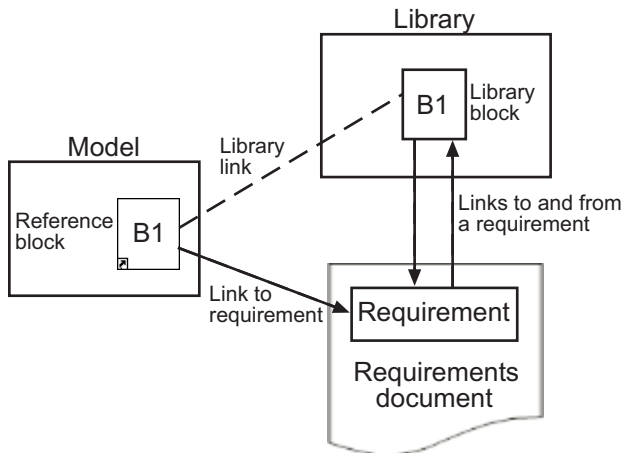 Library
B1
Library
block
Library
link
Model
Reference
block
B1
Links to and from
a requirement
Link to
requirement
Requirement
Requirements
document